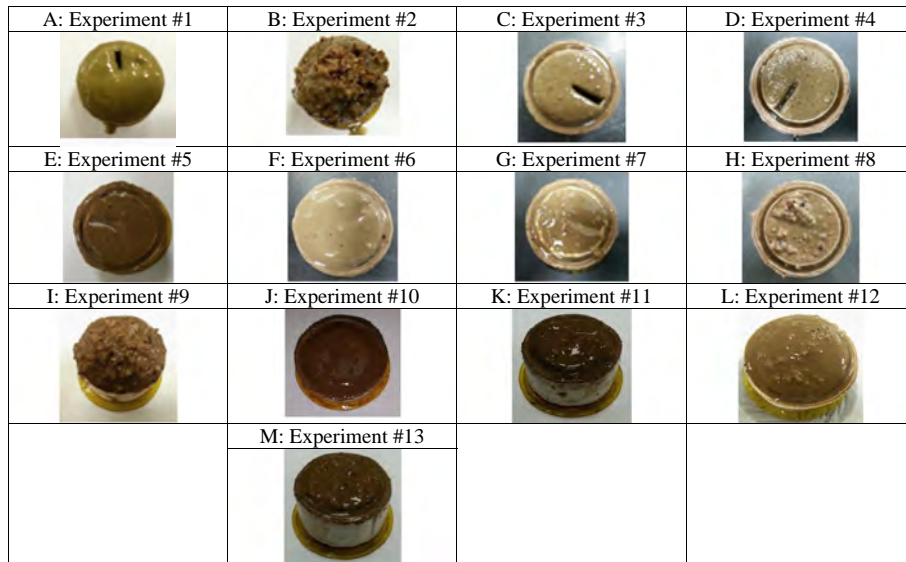 A: Experiment #1
B: Experiment #2
C: Experiment #3
D: Experiment #4
E: Experiment #5
F: Experiment #6
G: Experiment #7
H: Experiment #8
I: Experiment #9
J: Experiment #10
K: Experiment #11
L: Experiment #12
M: Experiment #13